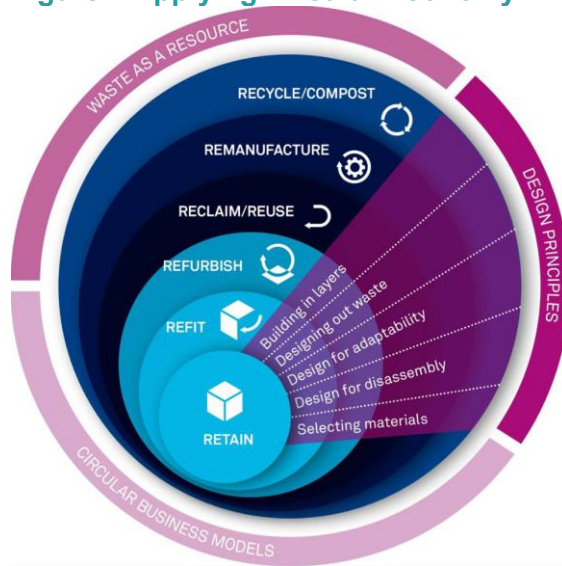 WASTE AS A RESOURCE
RECYCLE/COMPOST
REMANUFACTURE
RECLAIM/REUSE
REFURBISH
REFIT
RETAIN
DESIGN PRINCIPLES
Building in layers
Designing out waste
Design for adaptability
Design for disassembly
Selecting materials
CIRCULAR BUSINESS MODELS